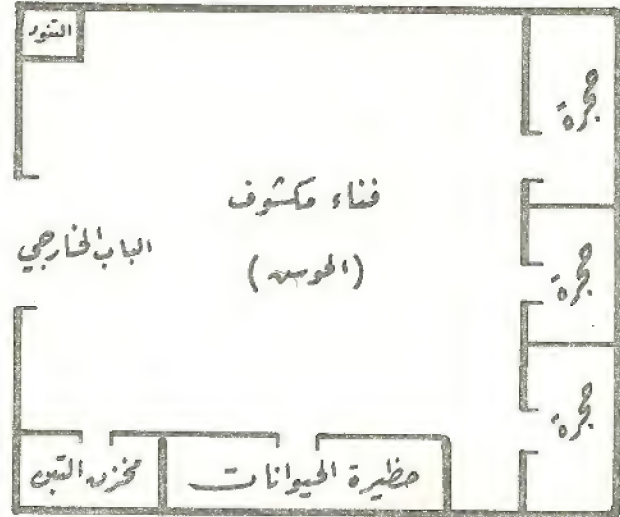 التنور
حجرة
فناء مكشوف
(الحوش)
الباب الخارجي
حجرة
حجرة
مخزن التبن
حظيرة الحيوانات